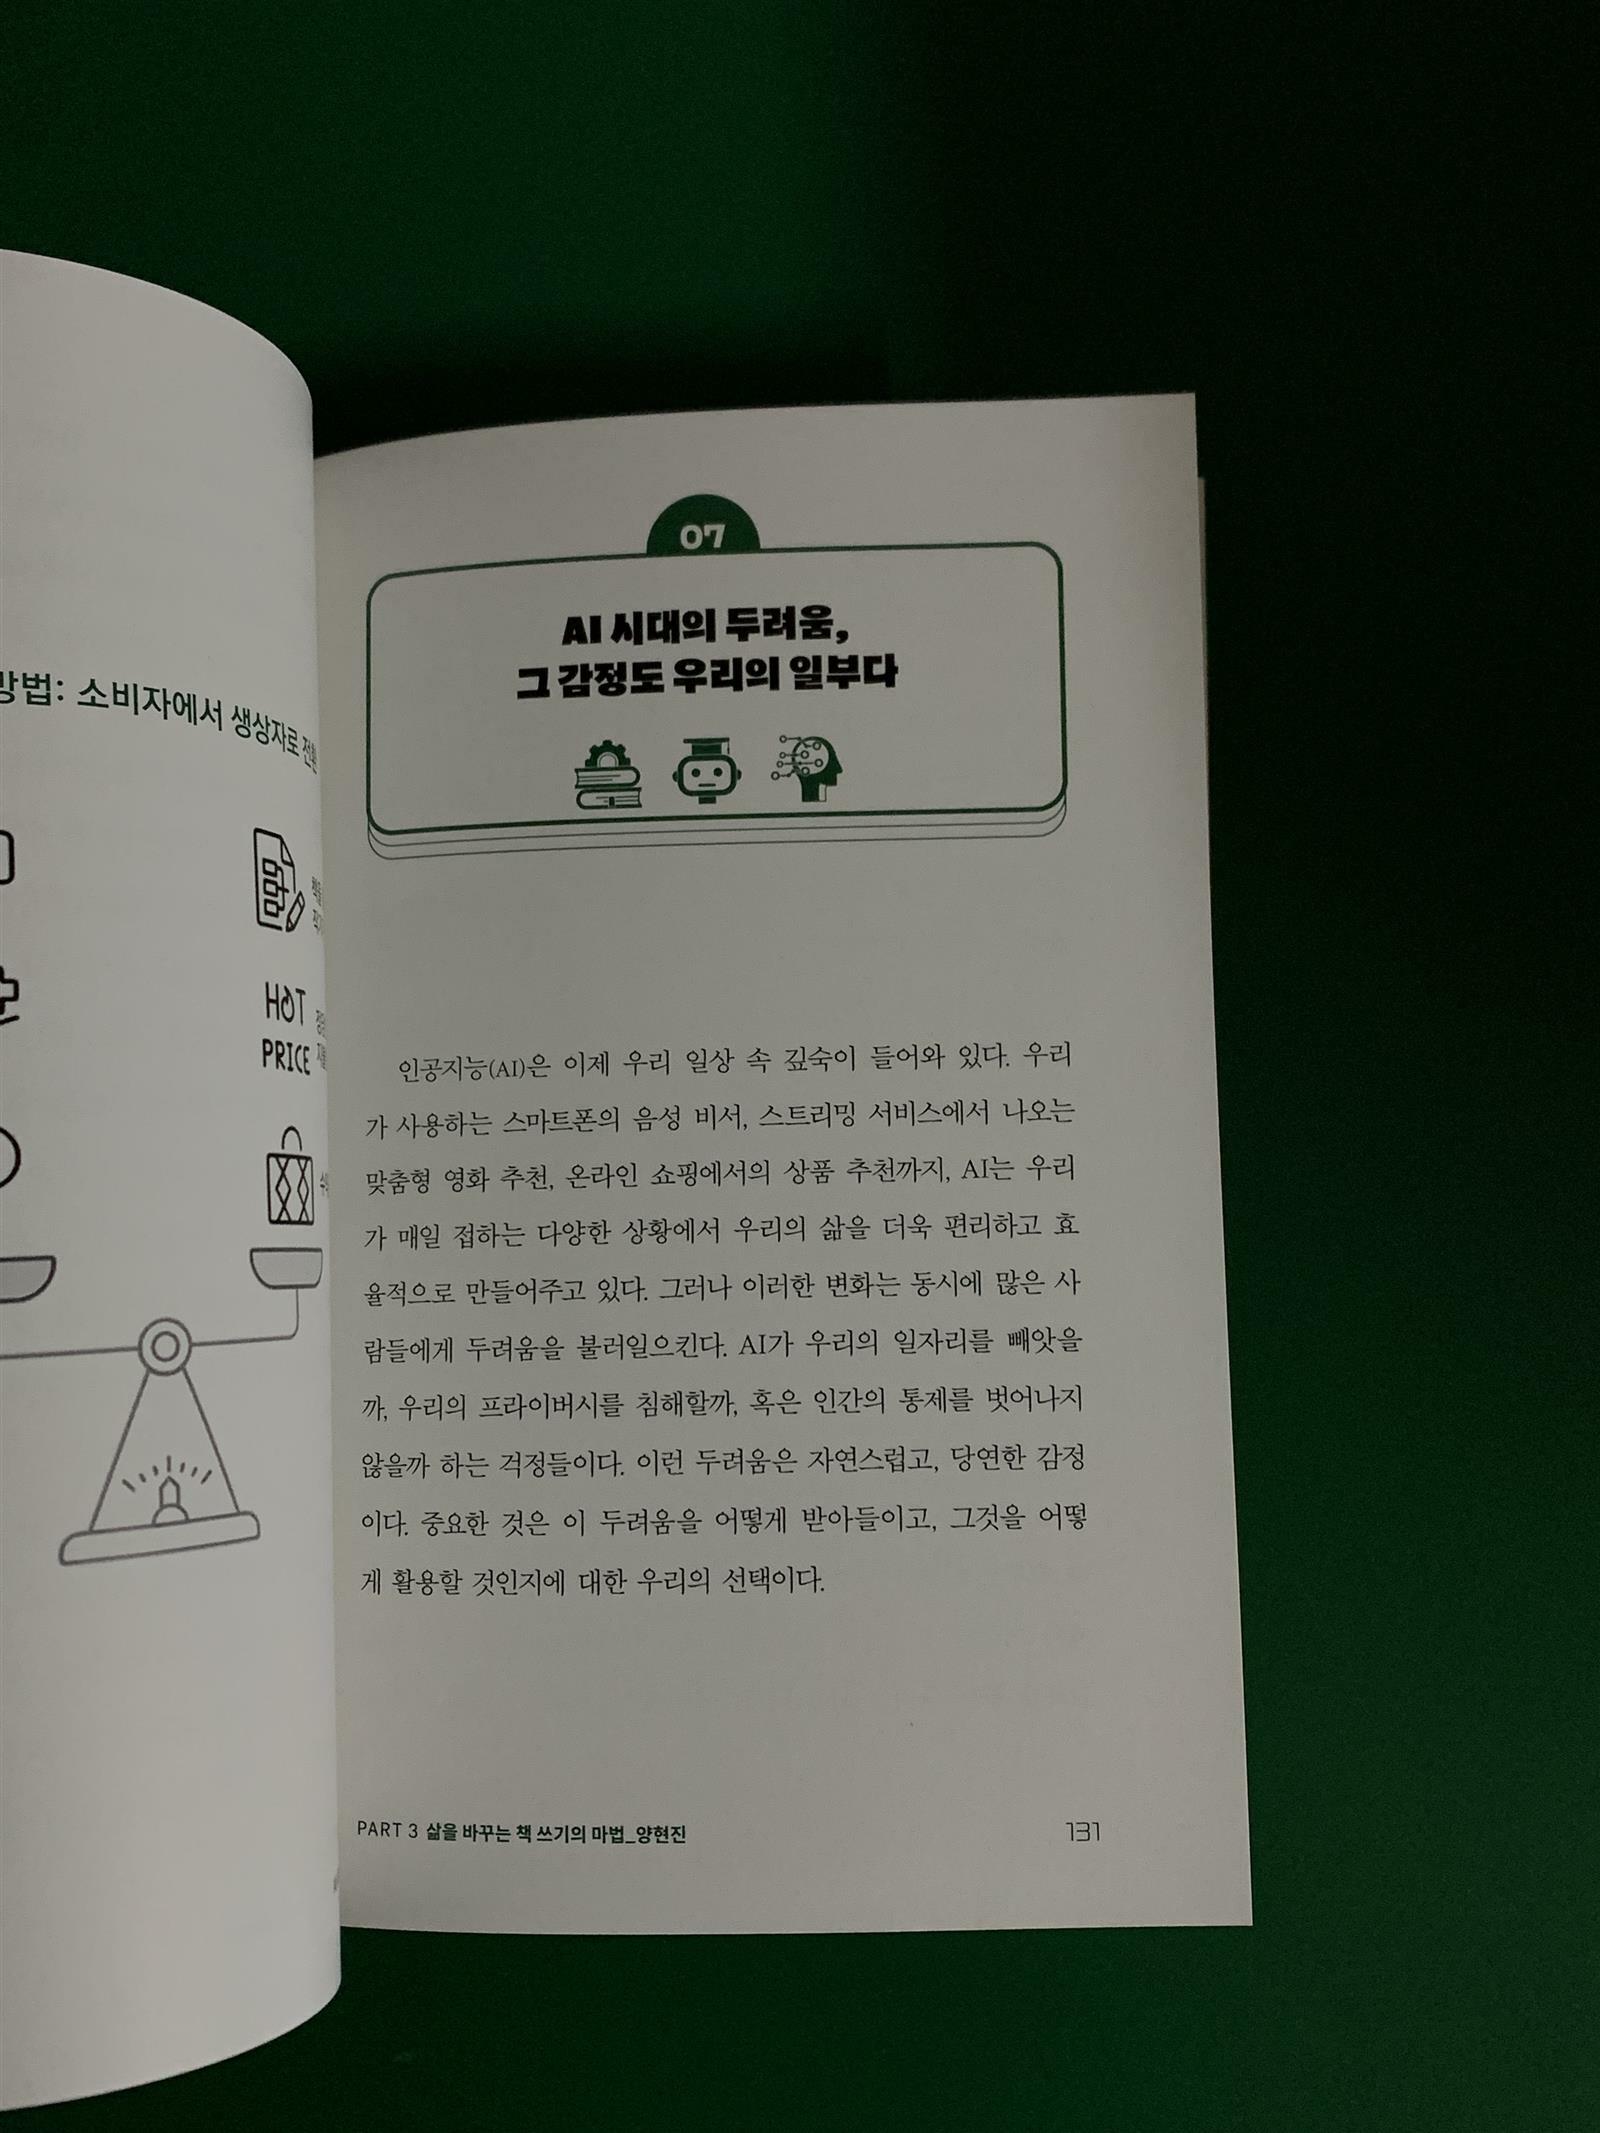 방법: 소비자에서 생상자로 전환
HOT
PRICE
07
AI 시대의 두려움,
그 감정도 우리의 일부다
인공지능(AI)은 이제 우리 일상 속 깊숙이 들어와 있다. 우리
가 사용하는 스마트폰의 음성 비서, 스트리밍 서비스에서 나오는
맞춤형 영화 추천, 온라인 쇼핑에서의 상품 추천까지, AI는 우리
가 매일 접하는 다양한 상황에서 우리의 삶을 더욱 편리하고 효
율적으로 만들어주고 있다. 그러나 이러한 변화는 동시에 많은 사
람들에게 두려움을 불러일으킨다. AI가 우리의 일자리를 빼앗을
까, 우리의 프라이버시를 침해할까, 혹은 인간의 통제를 벗어나지
않을까 하는 걱정들이다. 이런 두려움은 자연스럽고, 당연한 감정
이다. 중요한 것은 이 두려움을 어떻게 받아들이고, 그것을 어떻
게 활용할 것인지에 대한 우리의 선택이다.
PART 3 삶을 바꾸는 책 쓰기의 마법_양현진
131